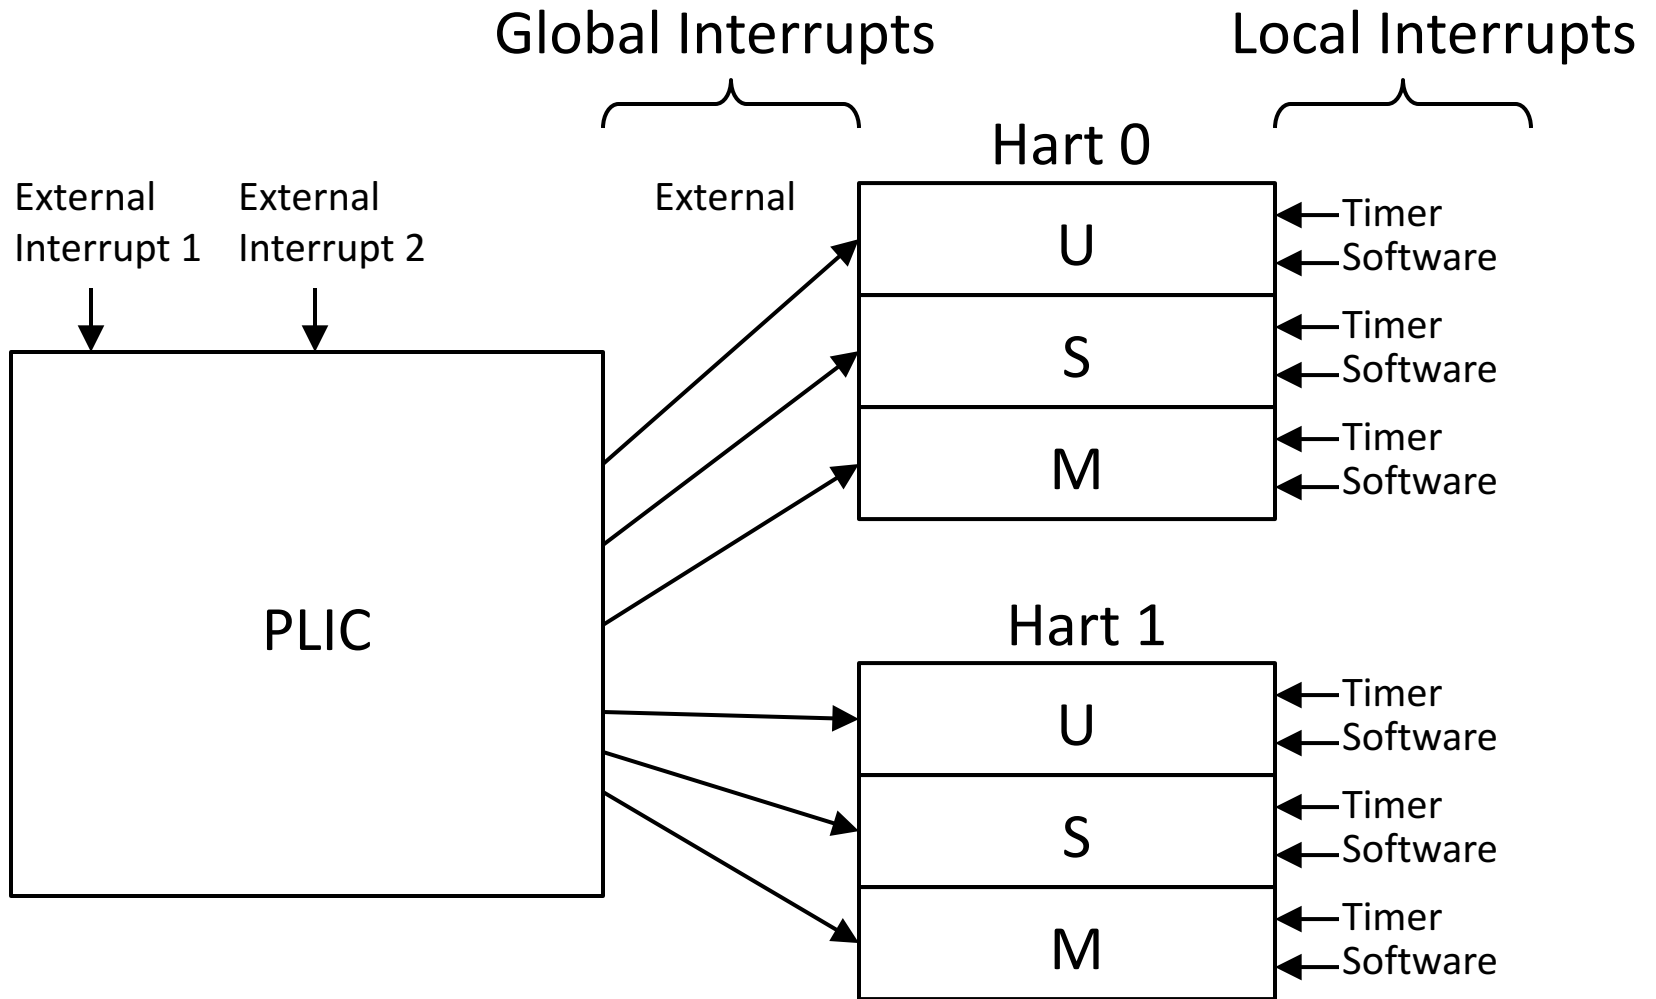 Global Interrupts
Local Interrupts
Hart 0
External
Interrupt 1
External
Interrupt 2
External
U
Timer
Software
S
Timer
Software
M
Timer
Software
PLIC
Hart 1
U
Timer
Software
S
Timer
Software
M
Timer
Software